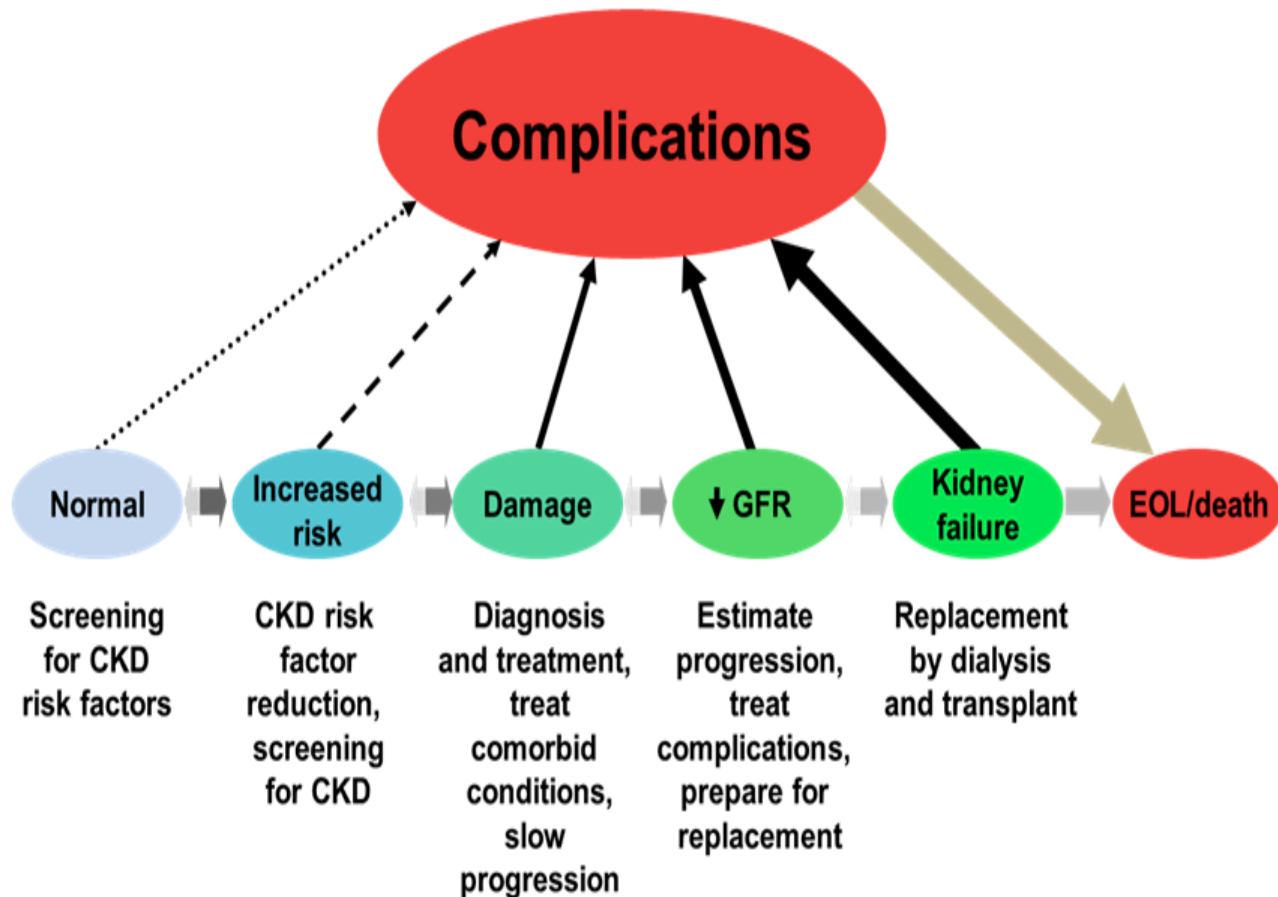 Complications
Normal
Increased
risk
Damage
↓ GFR
Kidney
failure
EOL/death
Screening
for CKD
risk factors
CKD risk
factor
reduction,
screening
for CKD
Diagnosis
and treatment,
treat
comorbid
conditions,
slow
progression
Estimate
progression,
treat
complications,
prepare for
replacement
Replacement
by dialysis
and transplant